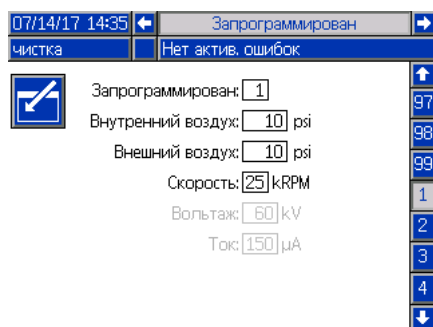 07/14/17 14:35 Запрограммирован
чистка Нет актив. ошибок
Запрограммирован: 1
Внутренний воздух: 10 psi
Внешний воздух: 10 psi
Скорость: 25 kRPM
Вольтаж: 60 kV
Ток: 150 µA
97
98
99
1
2
3
4